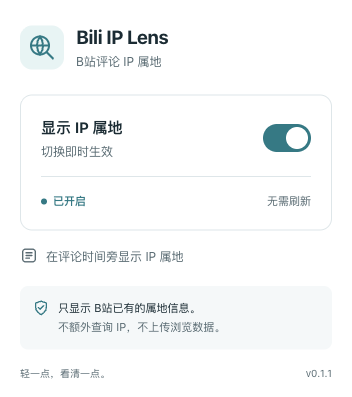 Bili IP Lens
B站评论 IP 属地
显示 IP 属地
切换即时生效
已开启
无需刷新
在评论时间旁显示 IP 属地
只显示 B站已有的属地信息。
不额外查询 IP，不上传浏览数据。
轻一点，看清一点。
v0.1.1